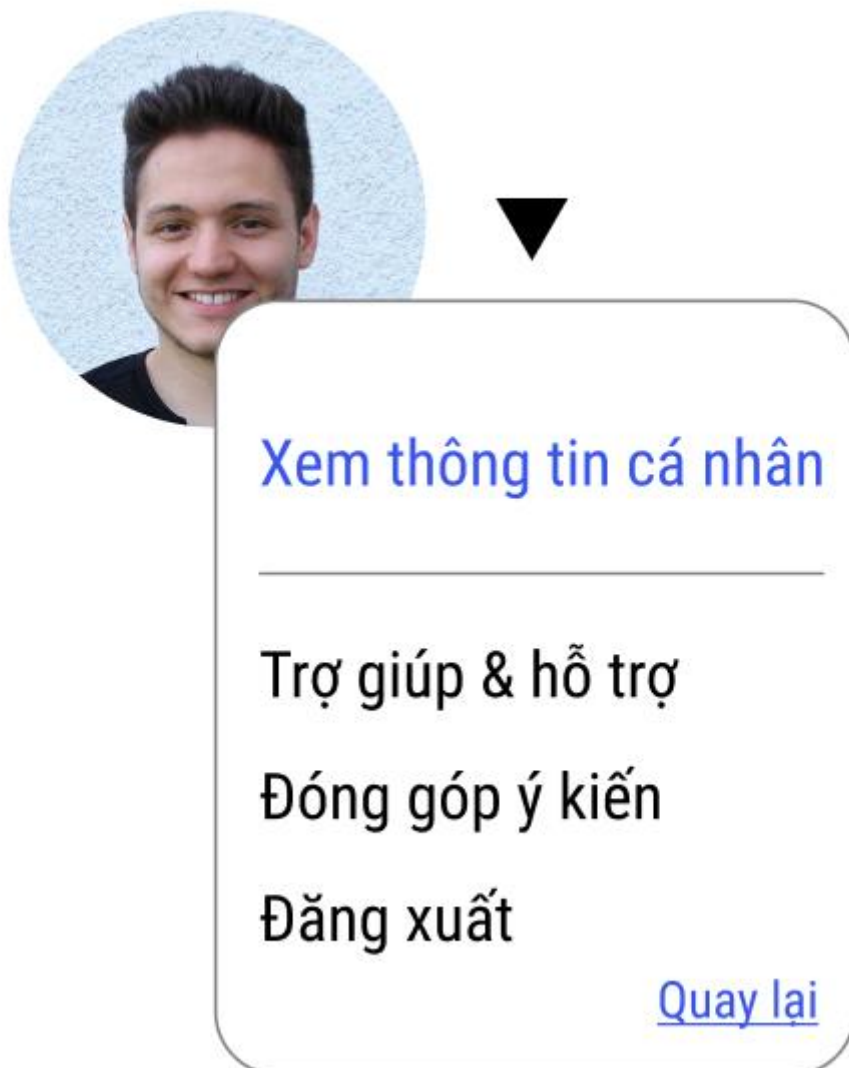 Xem thông tin cá nhân
Trợ giúp & hỗ trợ
Đóng góp ý kiến
Đăng xuất
Quay lại